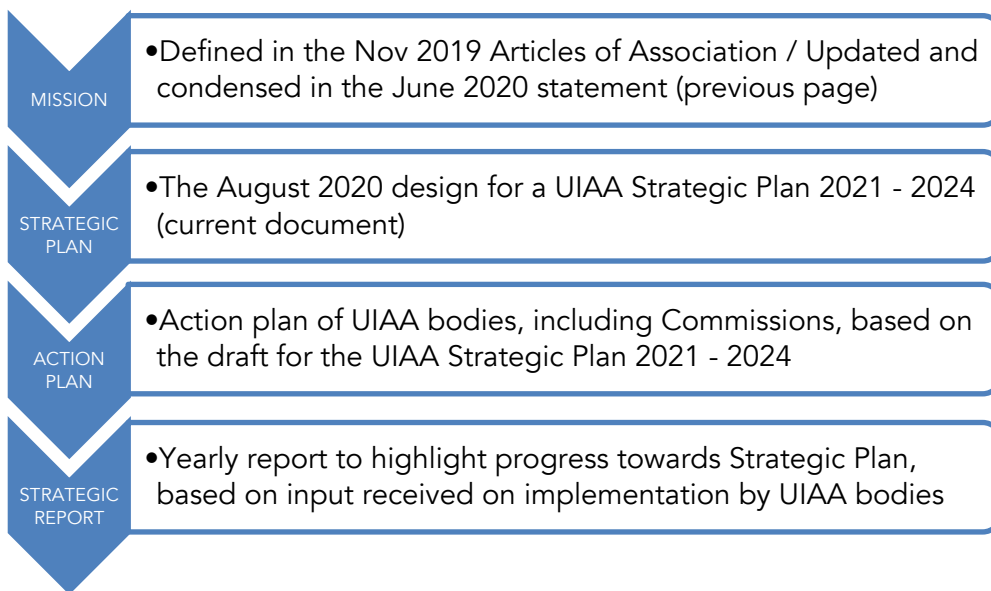 MISSION
•Defined in the Nov 2019 Articles of Association / Updated and
condensed in the June 2020 statement (previous page)
STRATEGIC
PLAN
•The August 2020 design for a UIAA Strategic Plan 2021 - 2024
(current document)
ACTION
PLAN
•Action plan of UIAA bodies, including Commissions, based on
the draft for the UIAA Strategic Plan 2021 - 2024
STRATEGIC
REPORT
•Yearly report to highlight progress towards Strategic Plan,
based on input received on implementation by UIAA bodies